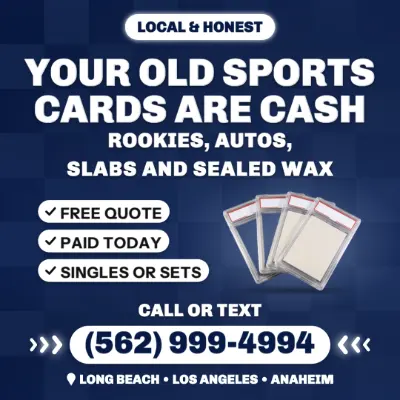 LOCAL & HONEST
YOUR OLD SPORTS
CARDS ARE CASH
ROOKIES, AUTOS,
SLABS AND SEALED WAX
FREE QUOTE
PAID TODAY
SINGLES OR SETS
CALL OR TEXT
(562) 999-4994
LONG BEACH • LOS ANGELES • ANAHEIM